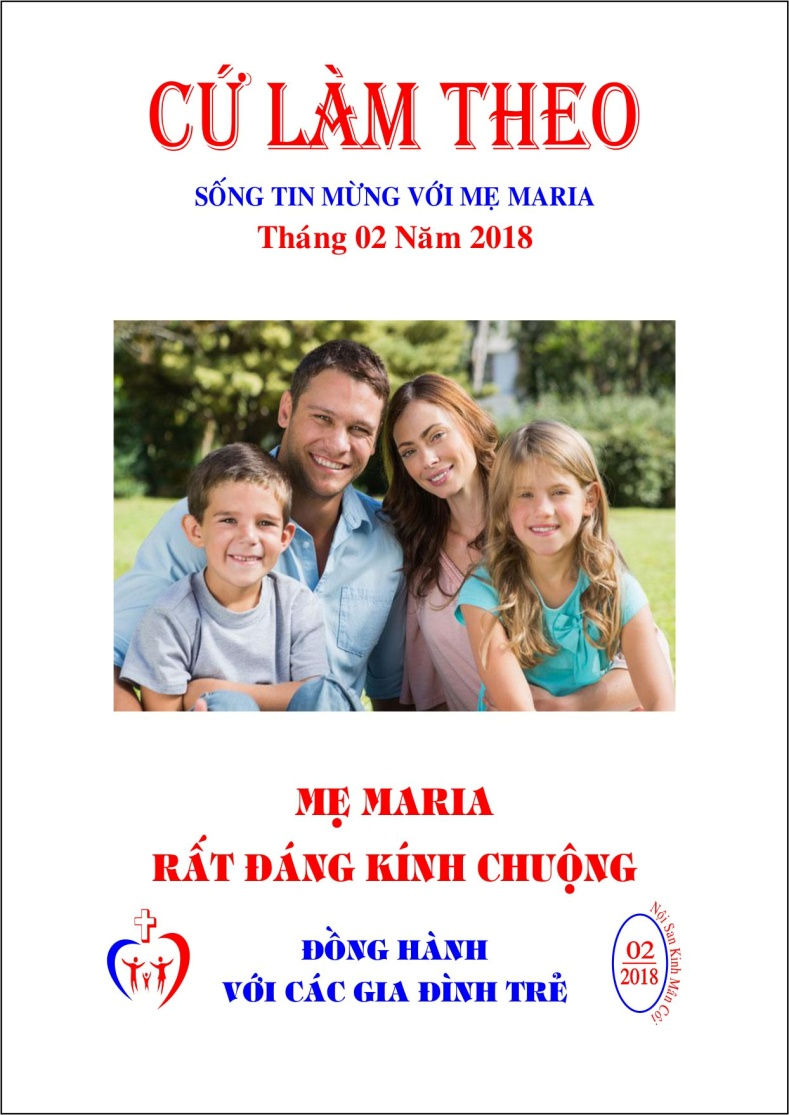 CỨ LÀM THEO
SỐNG TIN MỪNG VỚI MẸ MARIA
Tháng 02 Năm 2018
MẸ MARIA
RẤT ĐÁNG KÍNH CHUỘNG
ĐỒNG HÀNH
VỚI CÁC GIA ĐÌNH TRẺ
02
2018
Nội San Kinh Mân Côi